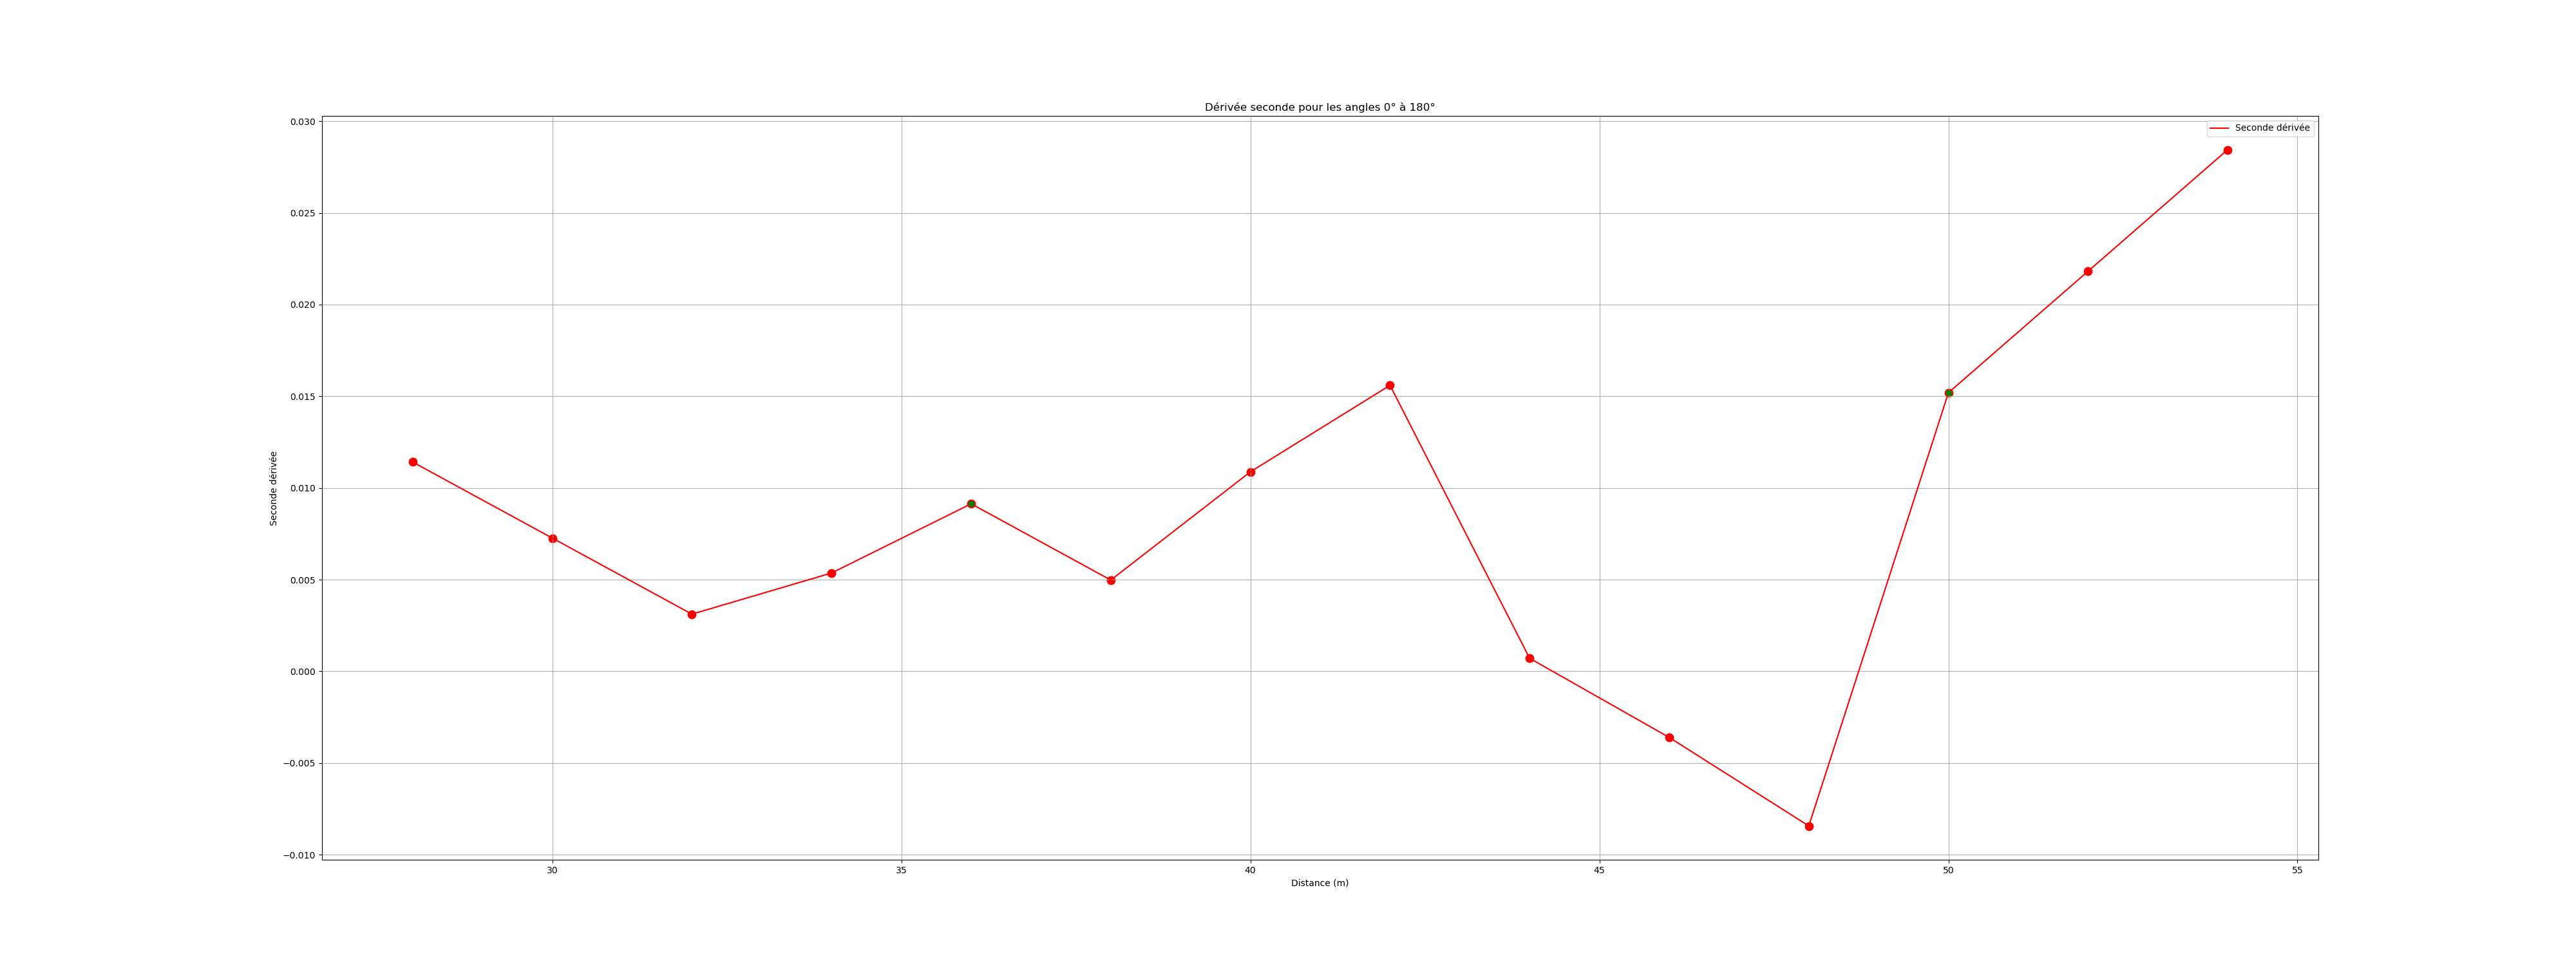 Dérivée seconde pour les angles 0° à 180°
Seconde dérivée
0.030
0.025
0.020
0.015
0.010
0.005
0.000
−0.005
−0.010
Seconde dérivée
30 35 40 45 50 55
Distance (m)